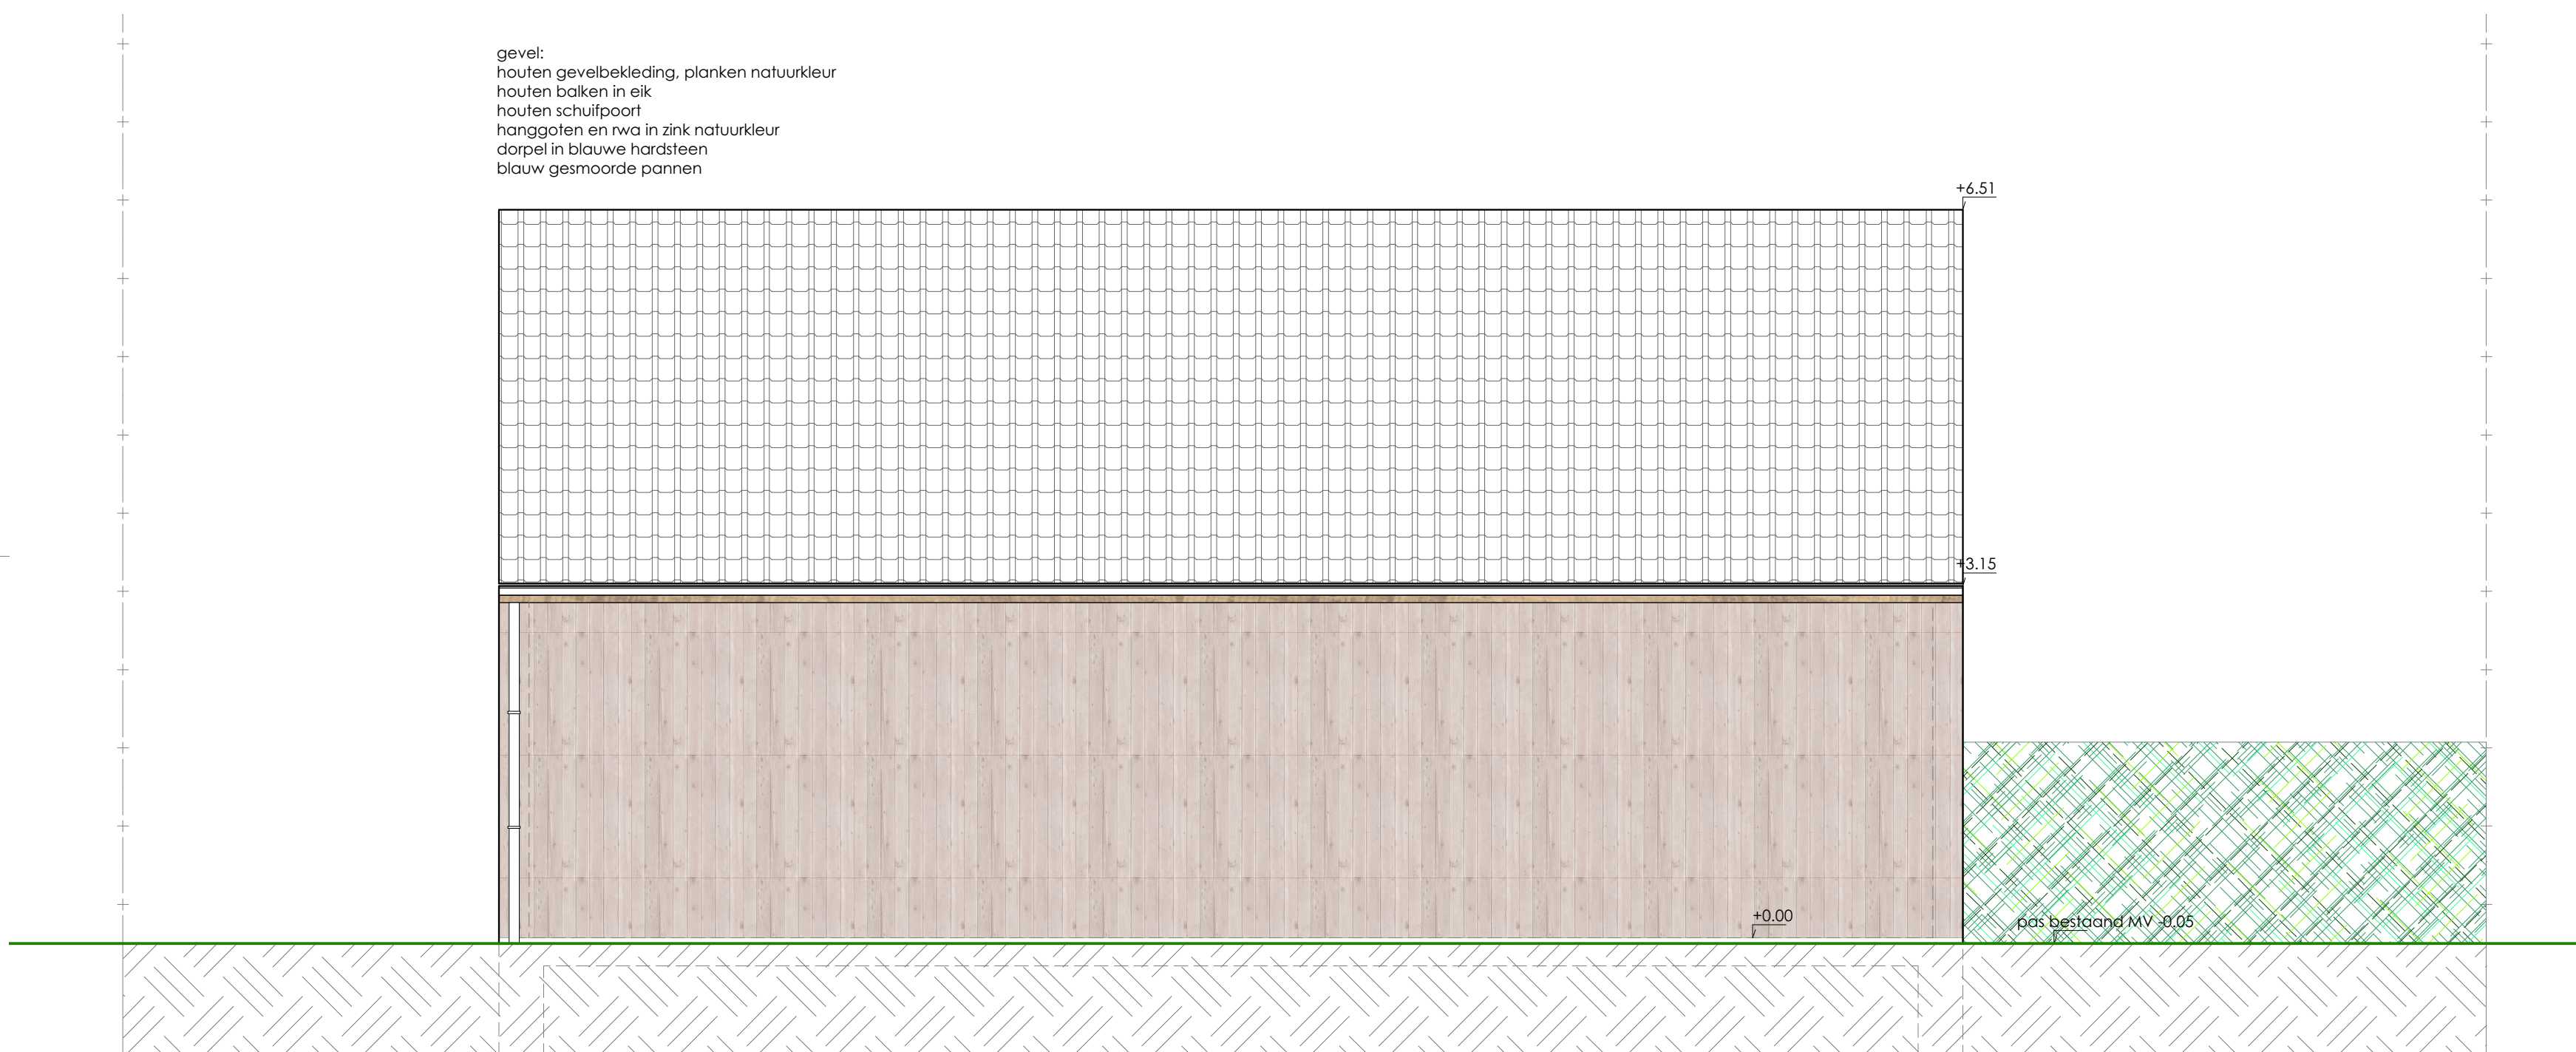 gevel:
houten gevelbekleding, planken natuurkleur
houten balken in eik
houten schuifpoort
hanggoten en rwa in zink natuurkleur
dorpel in blauwe hardsteen
blauw gesmoorde pannen
+6.51
+3.15
+0.00
pas bestaand MV -0.05